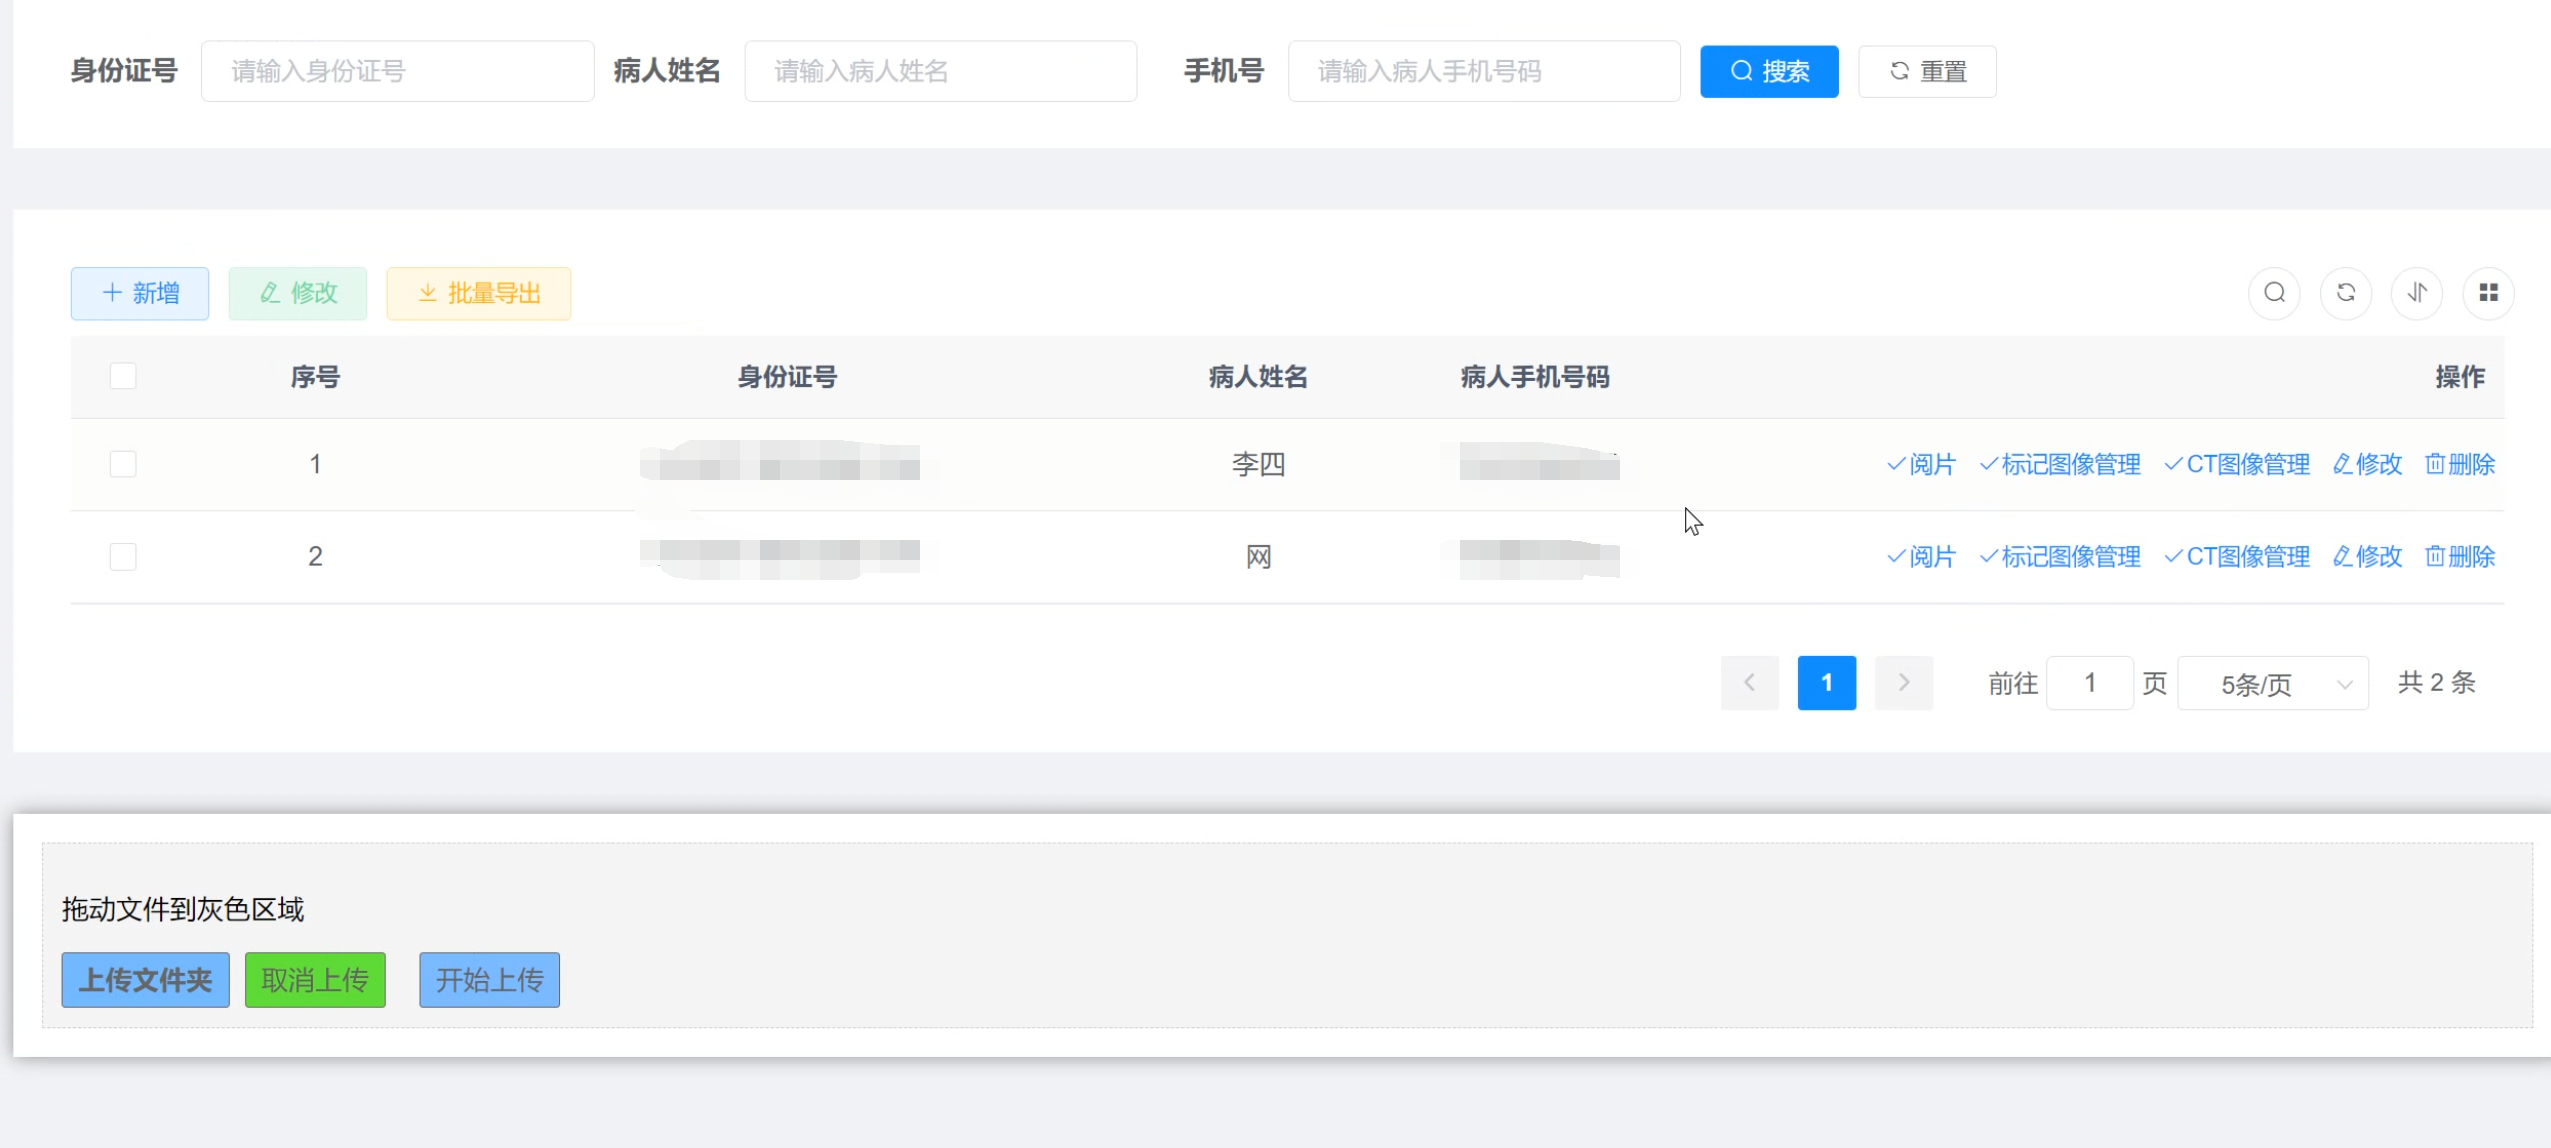 身份证号 请输入身份证号 病人姓名 请输入病人姓名 手机号 请输入病人手机号码 搜索 重置
新增 修改 批量导出
序号 身份证号 病人姓名 病人手机号码 操作
1 李四 阅片 标记图像管理 CT图像管理 修改 删除
2 网 阅片 标记图像管理 CT图像管理 修改 删除
1 前往 1 页 5条/页 共 2 条
拖动文件到灰色区域
上传文件夹 取消上传 开始上传